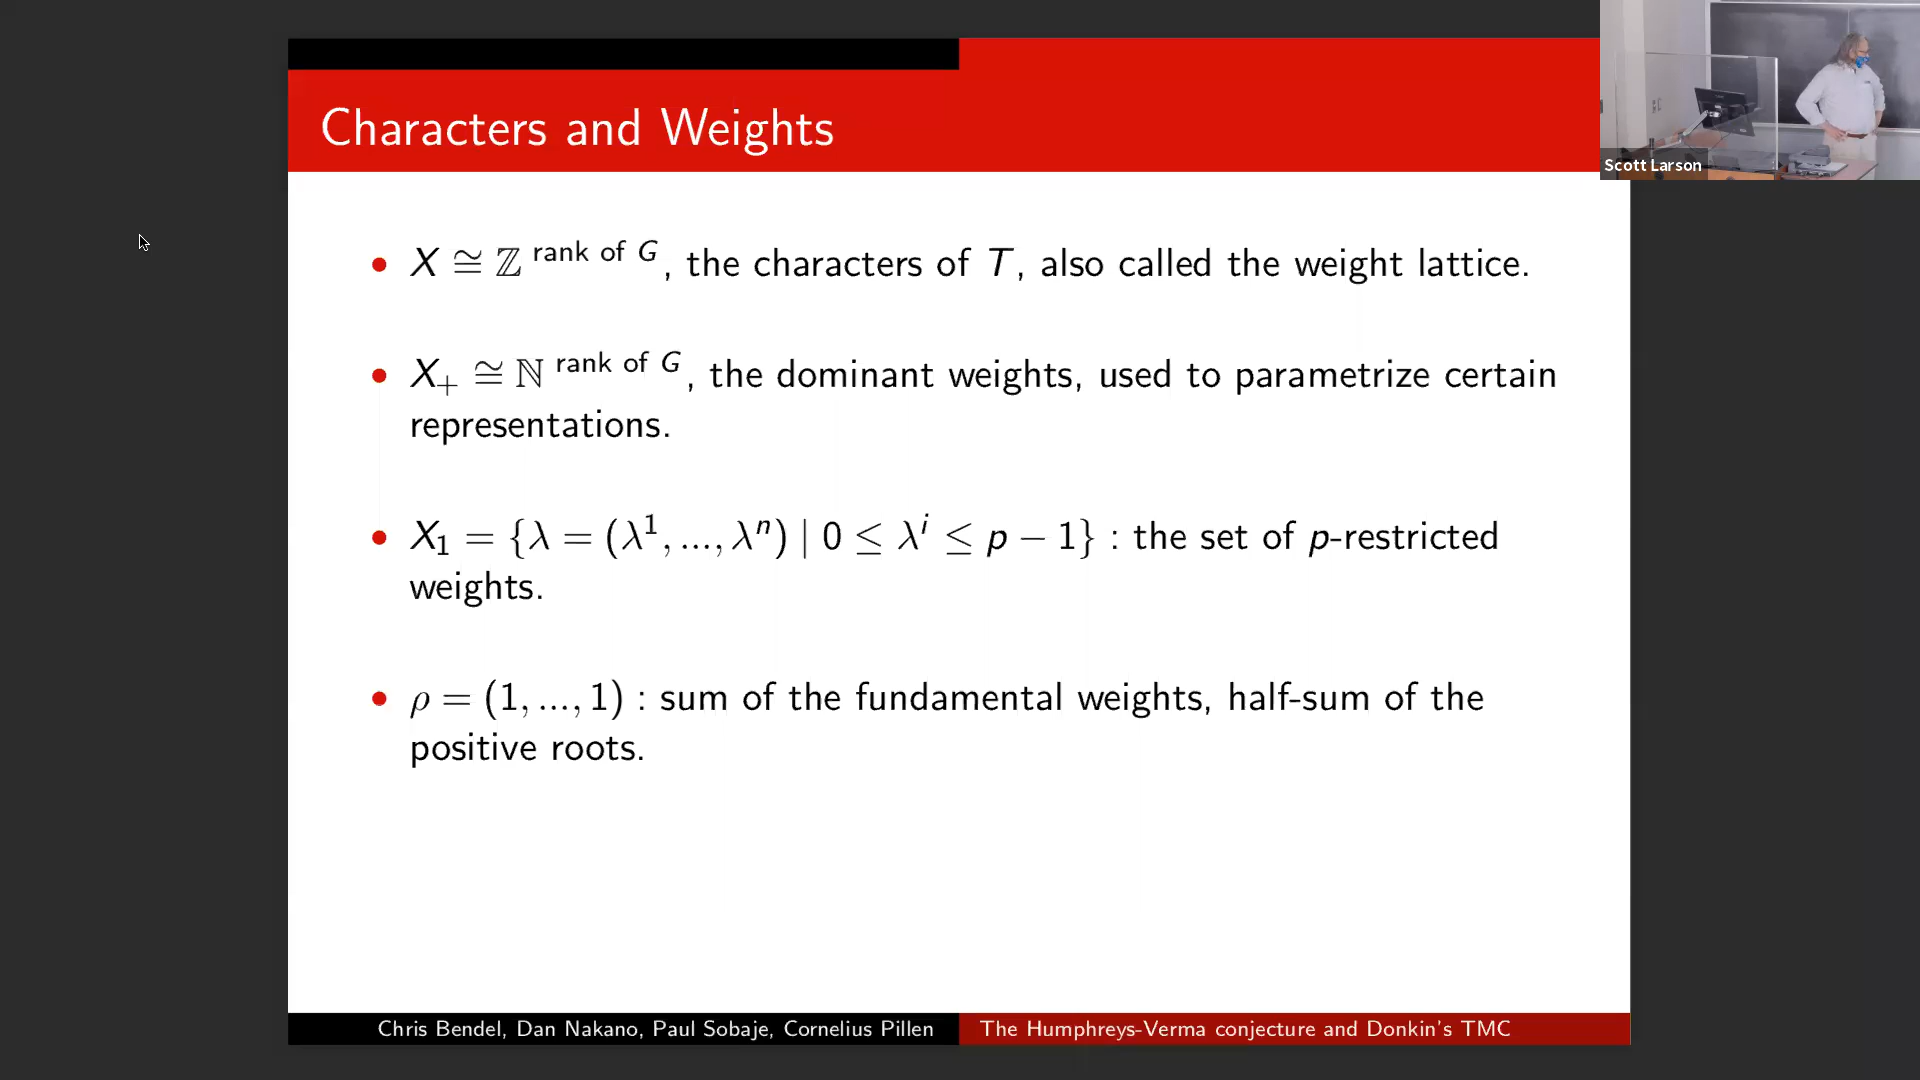 Characters and Weights
Scott Larson
• X ≅ ℤ ^{rank of G}, the characters of T, also called the weight lattice.
• X₊ ≅ ℕ ^{rank of G}, the dominant weights, used to parametrize certain
representations.
• X₁ = {λ = (λ¹, ..., λⁿ) | 0 ≤ λⁱ ≤ p − 1} : the set of p-restricted
weights.
• ρ = (1, ..., 1) : sum of the fundamental weights, half-sum of the
positive roots.
Chris Bendel, Dan Nakano, Paul Sobaje, Cornelius Pillen
The Humphreys-Verma conjecture and Donkin's TMC